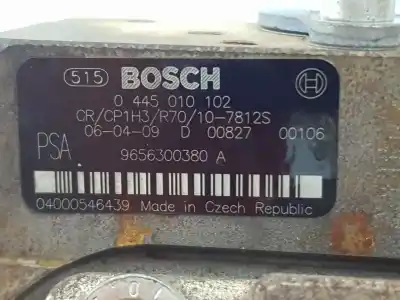 515 BOSCH
0 445 010 102
CR/CP1H3/R70/10-7812S
06-04-09 D 00827 00106
PSA 9656300380 A
04000546439 Made in Czech Republic